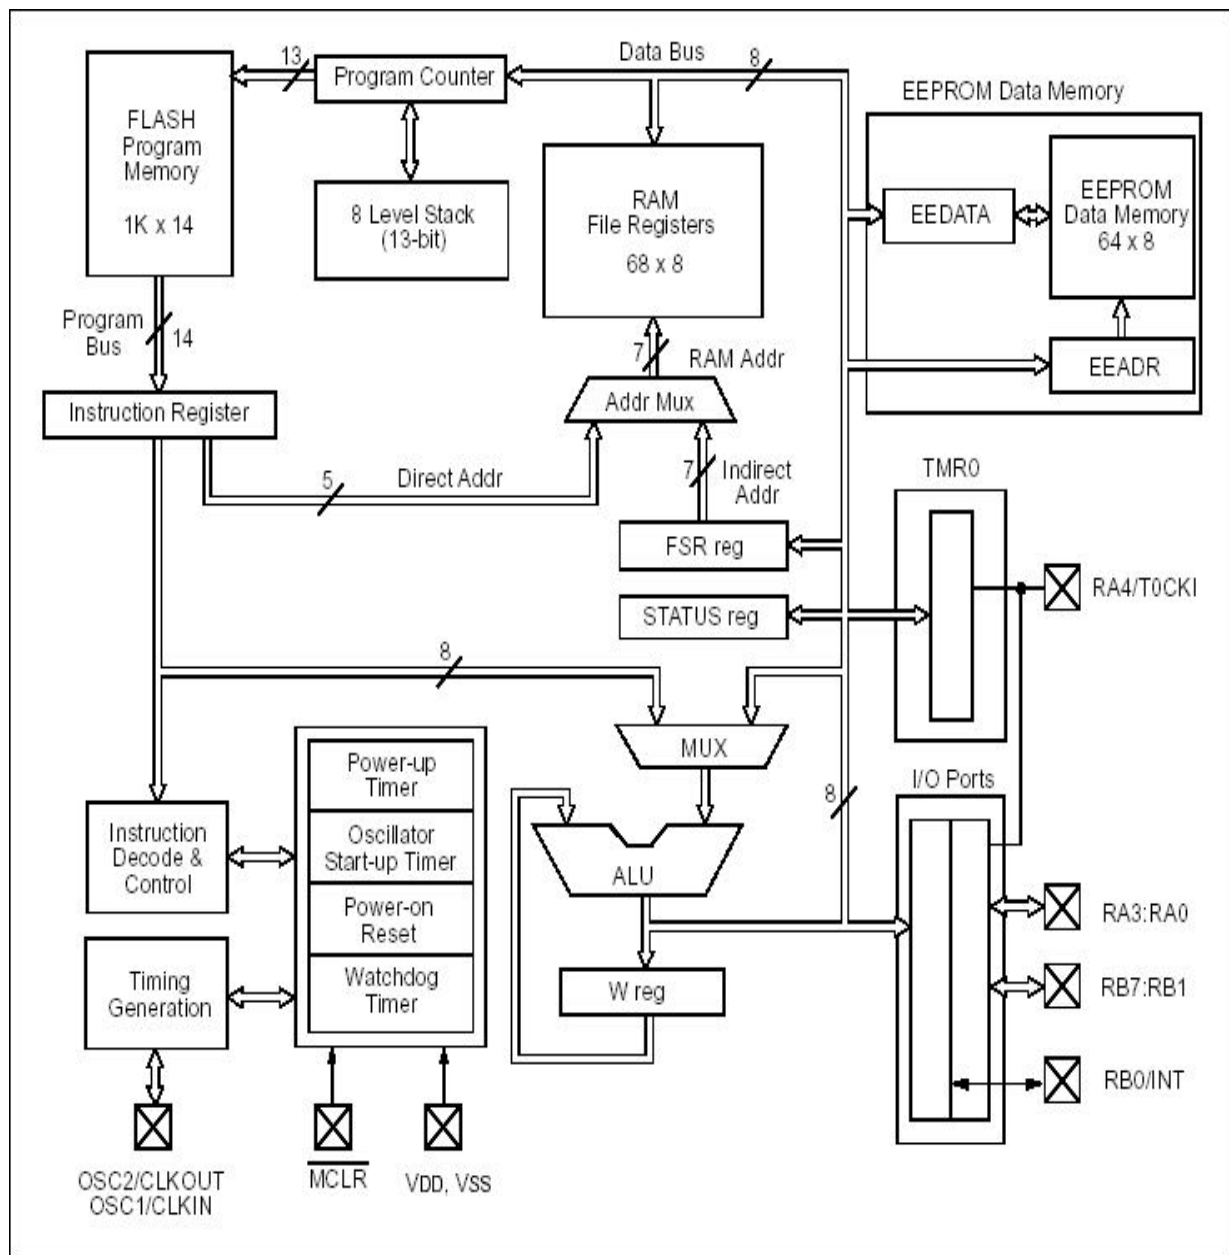 13
Program Counter
Data Bus
8
EEPROM Data Memory
FLASH
Program
Memory
1K x 14
8 Level Stack
(13-bit)
RAM
File Registers
68 x 8
EEDATA
EEPROM
Data Memory
64 x 8
EEADR
Program
Bus
14
7
RAM Addr
Instruction Register
Addr Mux
5
Direct Addr
7
Indirect
Addr
TMR0
FSR reg
STATUS reg
RA4/T0CKI
8
MUX
8
I/O Ports
Power-up
Timer
Oscillator
Start-up Timer
Power-on
Reset
Watchdog
Timer
Instruction
Decode &
Control
ALU
Timing
Generation
W reg
RA3:RA0
RB7:RB1
RB0/INT
OSC2/CLKOUT
OSC1/CLKIN
MCLR
VDD, VSS